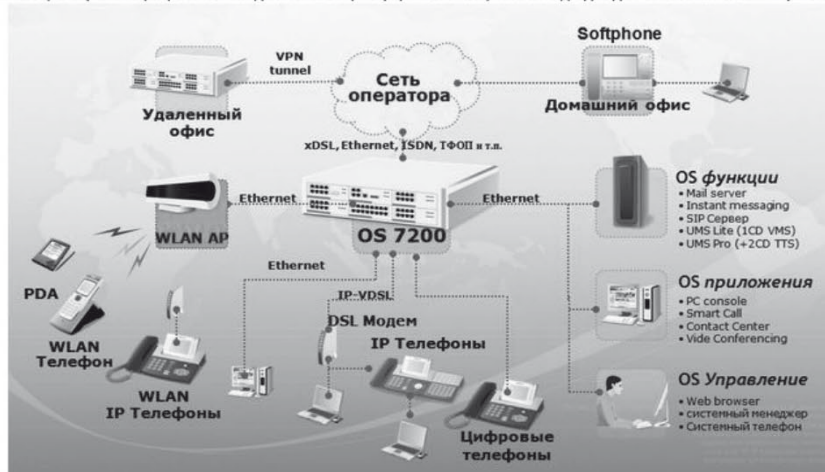 Softphone
VPN
tunnel
Сеть
оператора
Удаленный
офис
Домашний офис
xDSL, Ethernet, ISDN, ТФОП и т.п.
Ethernet
Ethernet
WLAN AP
OS 7200
OS функции
• Mail server
• Instant messaging
• SIP Сервер
• UMS Lite (1CD VMS)
• UMS Pro (+2CD TTS)
Ethernet
PDA
IP-VDSL
OS приложения
• PC console
• Smart Call
• Contact Center
• Vide Conferencing
WLAN
Телефон
DSL Модем
IP Телефоны
WLAN
IP Телефоны
Цифровые
телефоны
OS Управление
• Web browser
• системный менеджер
• Системный телефон